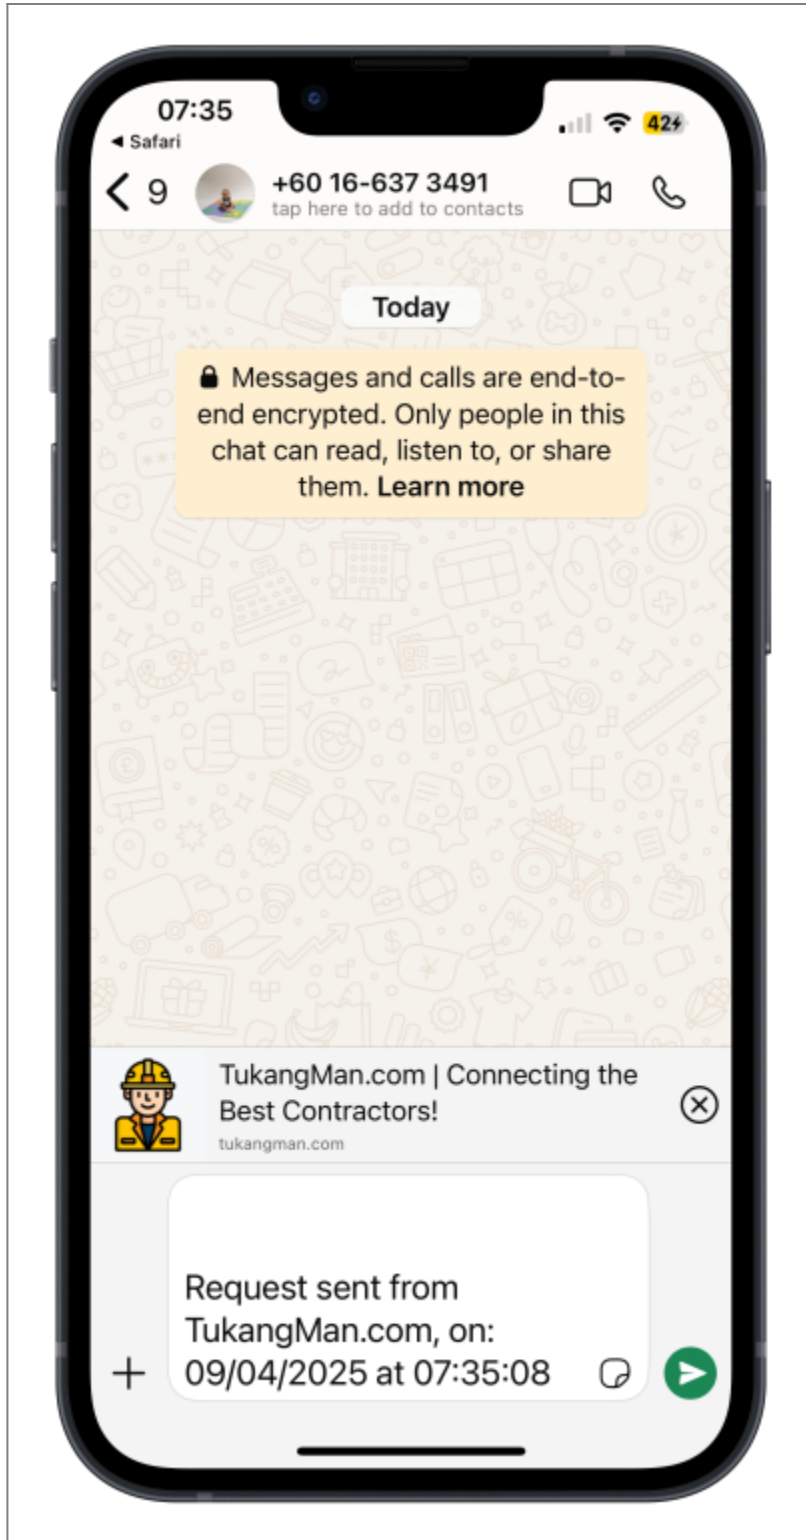 07:35
42
◀ Safari
9
+60 16-637 3491
tap here to add to contacts
Today
Messages and calls are end-to-
end encrypted. Only people in this
chat can read, listen to, or share
them. Learn more
TukangMan.com | Connecting the
Best Contractors!
tukangman.com
Request sent from
TukangMan.com, on:
09/04/2025 at 07:35:08